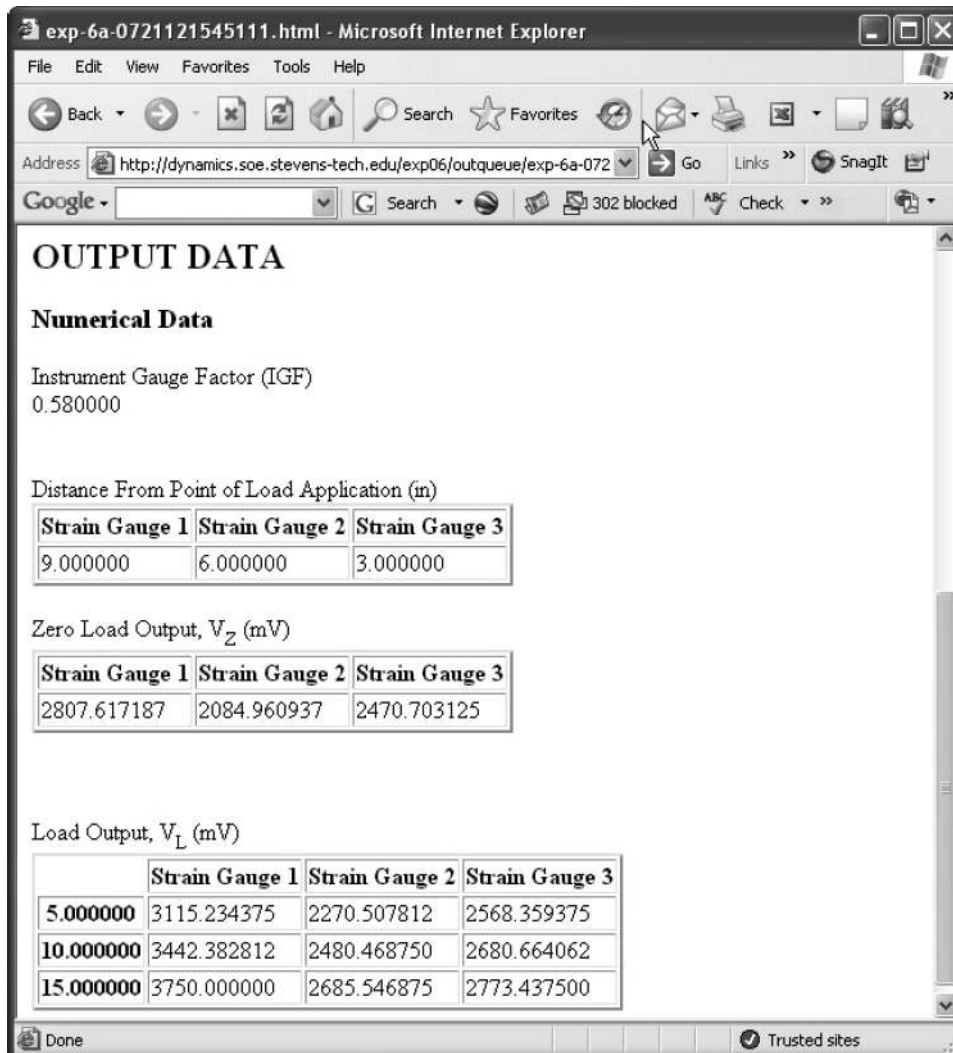 exp-6a-0721121545111.html - Microsoft Internet Explorer
File Edit View Favorites Tools Help
Back Search Favorites
Address http://dynamics.soe.stevens-tech.edu/exp06/outqueue/exp-6a-072 Go Links » SnagIt
Google Search 302 blocked ABC Check »
OUTPUT DATA
Numerical Data
Instrument Gauge Factor (IGF)
0.580000
Distance From Point of Load Application (in)
Strain Gauge 1 Strain Gauge 2 Strain Gauge 3
9.000000 6.000000 3.000000
Zero Load Output, VZ (mV)
Strain Gauge 1 Strain Gauge 2 Strain Gauge 3
2807.617187 2084.960937 2470.703125
Load Output, VL (mV)
Strain Gauge 1 Strain Gauge 2 Strain Gauge 3
5.000000 3115.234375 2270.507812 2568.359375
10.000000 3442.382812 2480.468750 2680.664062
15.000000 3750.000000 2685.546875 2773.437500
Done Trusted sites